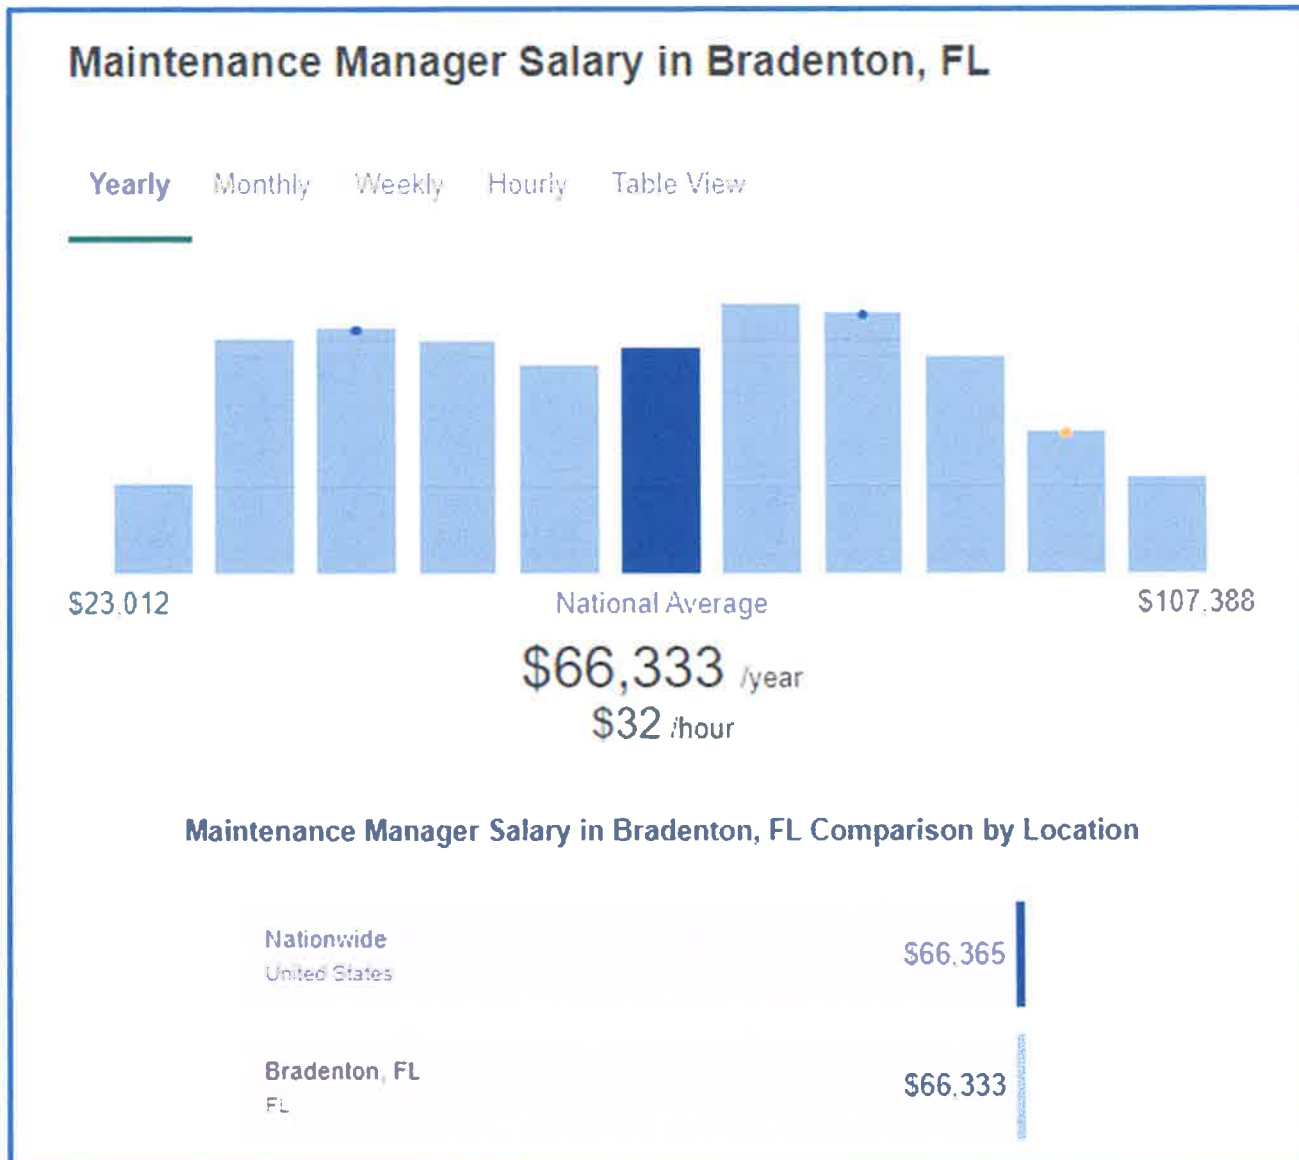 Maintenance Manager Salary in Bradenton, FL
Yearly Monthly Weekly Hourly Table View
$23,012 National Average $107,388
$66,333 /year
$32 /hour
Maintenance Manager Salary in Bradenton, FL Comparison by Location
Nationwide
United States
$66,365
Bradenton, FL
FL
$66,333